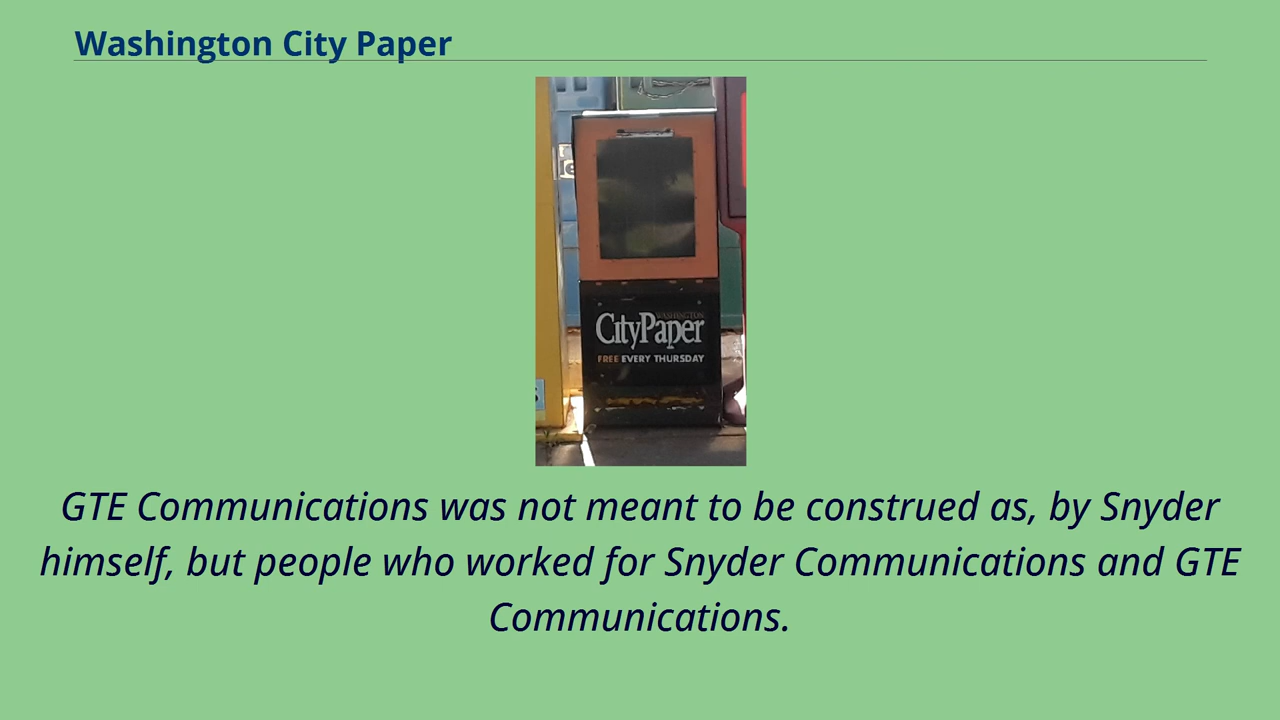 Washington City Paper
WASHINGTON
CityPaper
FREE EVERY THURSDAY
GTE Communications was not meant to be construed as, by Snyder
himself, but people who worked for Snyder Communications and GTE
Communications.